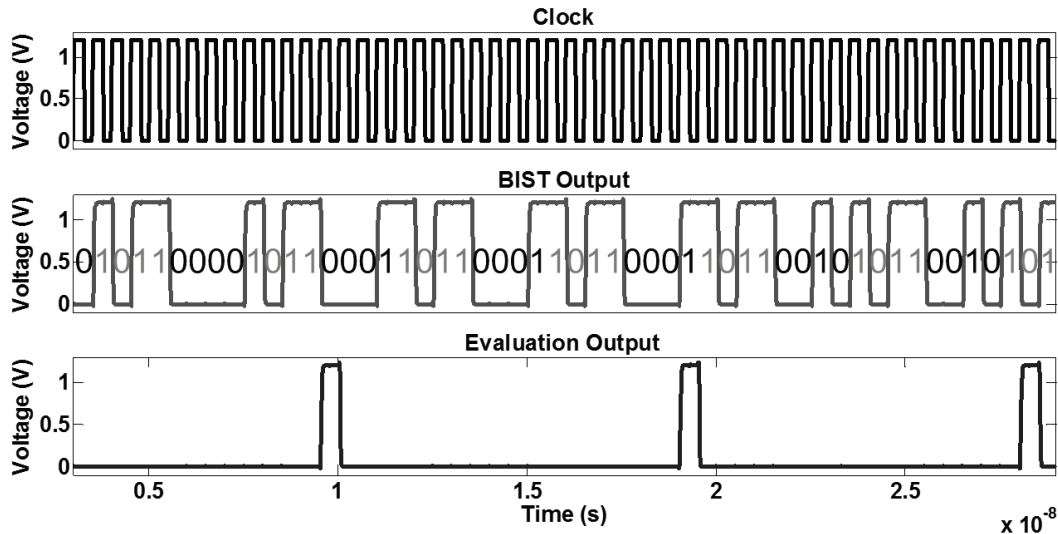 Clock
Voltage (V)
1
0.5
0
BIST Output
Voltage (V)
1
0.5
0
0101100001011000110110001101100011011001010110010101
Evaluation Output
Voltage (V)
1
0.5
0
0.5 1 1.5 2 2.5
Time (s)
x 10^-8